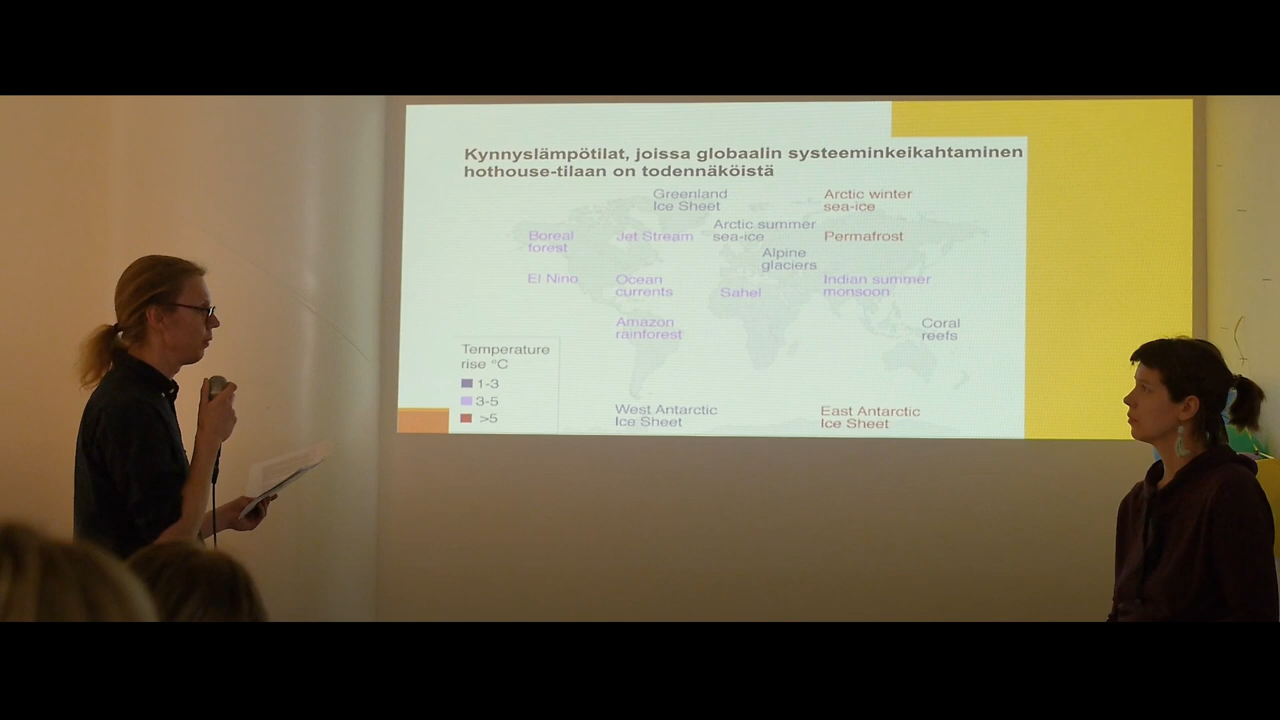 Kynnyslämpötilat, joissa globaalin systeeminkeikahtaminen
hothouse-tilaan on todennäköistä
Greenland
Ice Sheet
Arctic winter
sea-ice
Arctic summer
sea-ice
Boreal
forest
Jet Stream
Permafrost
Alpine
glaciers
El Nino
Ocean
currents
Sahel
Indian summer
monsoon
Amazon
rainforest
Coral
reefs
Temperature
rise °C
1-3
3-5
>5
West Antarctic
Ice Sheet
East Antarctic
Ice Sheet